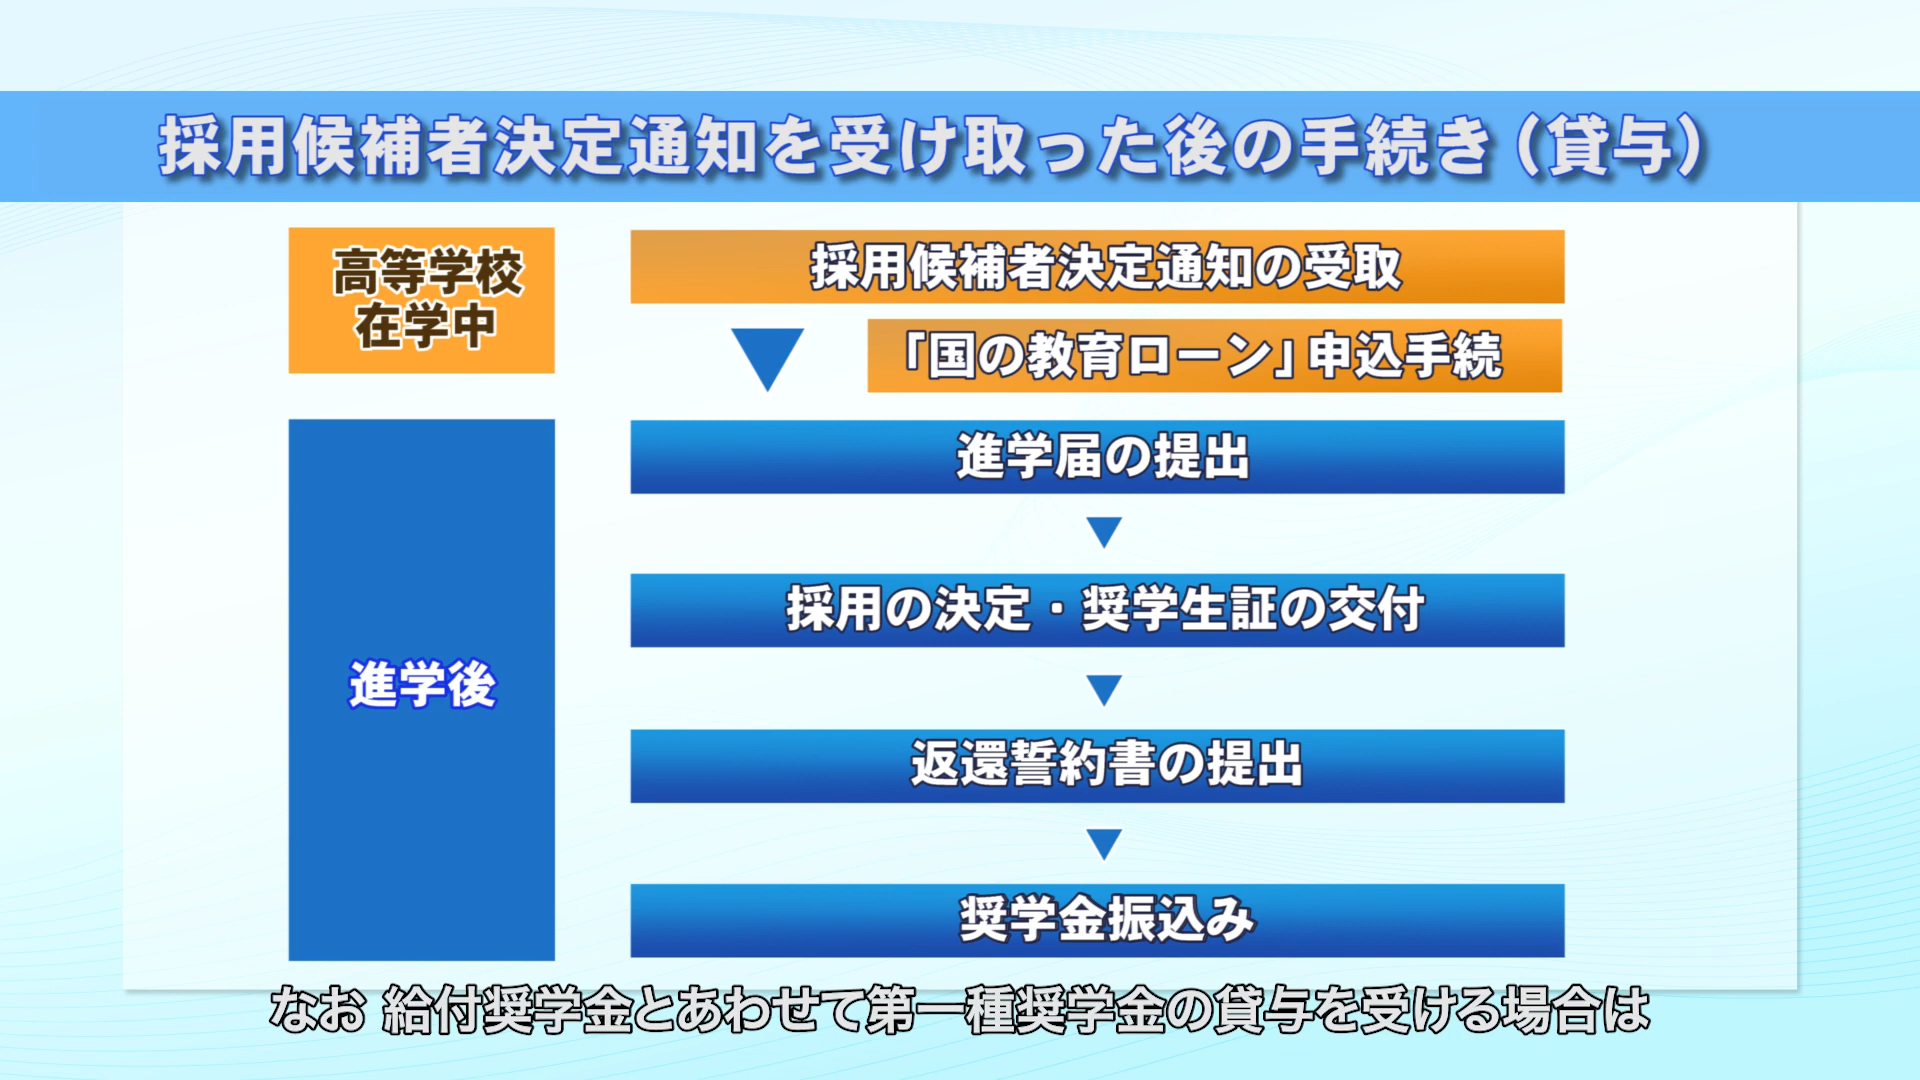 採用候補者決定通知を受け取った後の手続き（貸与）
高等学校
在学中
採用候補者決定通知の受取
「国の教育ローン」申込手続
進学後
進学届の提出
採用の決定・奨学生証の交付
返還誓約書の提出
奨学金振込み
なお 給付奨学金とあわせて第一種奨学金の貸与を受ける場合は